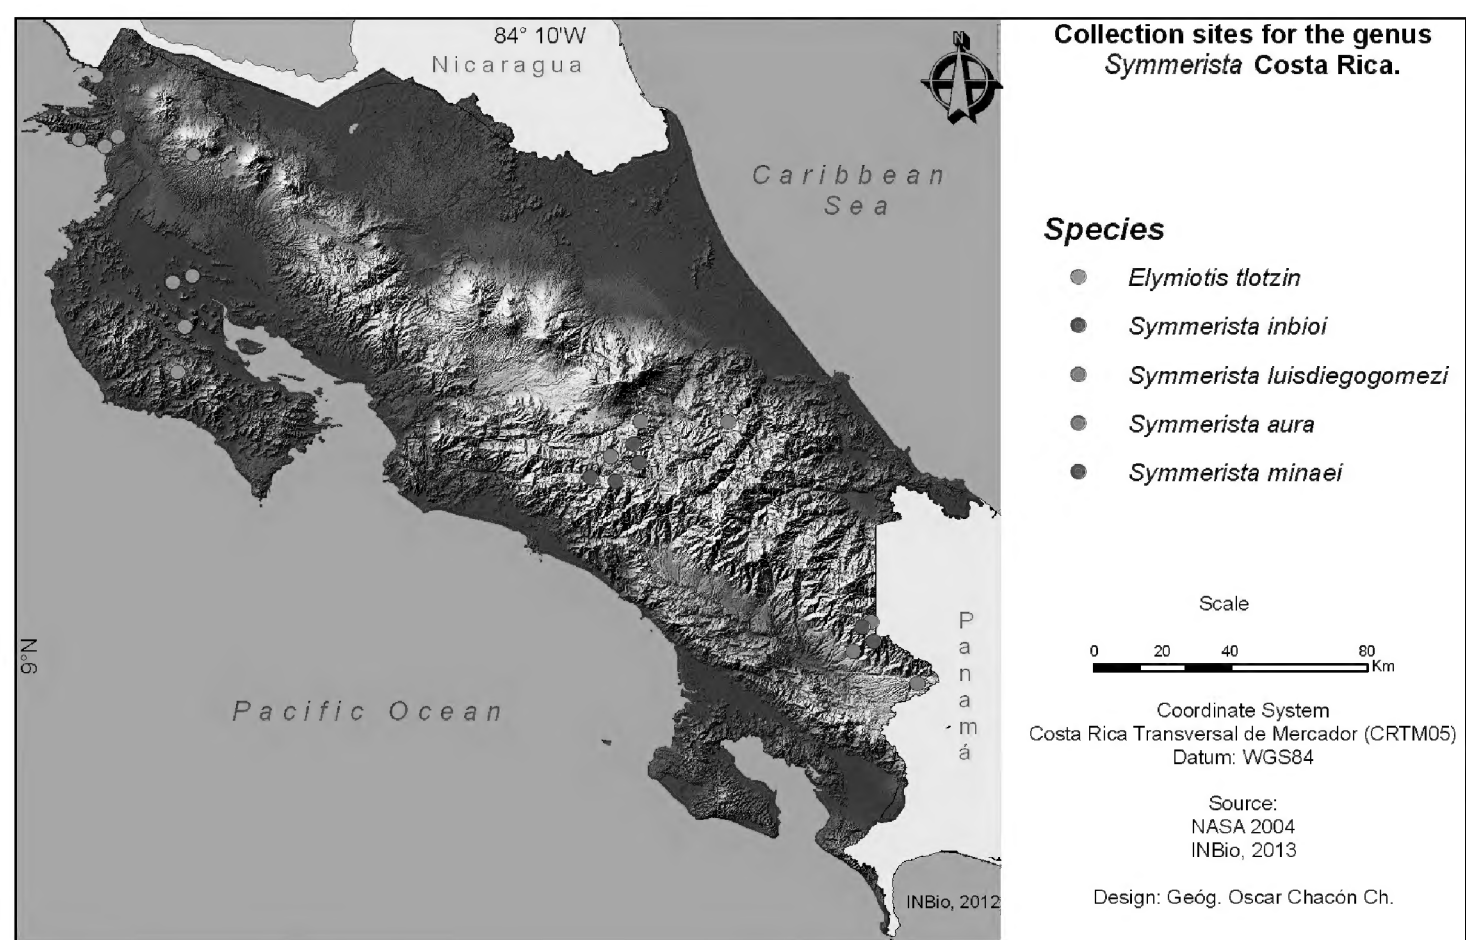 84° 10'W
Nicaragua
N
Caribbean
Sea
N°6
Pacific Ocean
Panamá
INBio, 2012
Collection sites for the genus
Symmerista Costa Rica.
Species
Elymiotis tlotzin
Symmerista inbioi
Symmerista luisdiegogomezi
Symmerista aura
Symmerista minaei
Scale
0 20 40 80
Km
Coordinate System
Costa Rica Transversal de Mercador (CRTM05)
Datum: WGS84
Source:
NASA 2004
INBio, 2013
Design: Geóg. Oscar Chacón Ch.